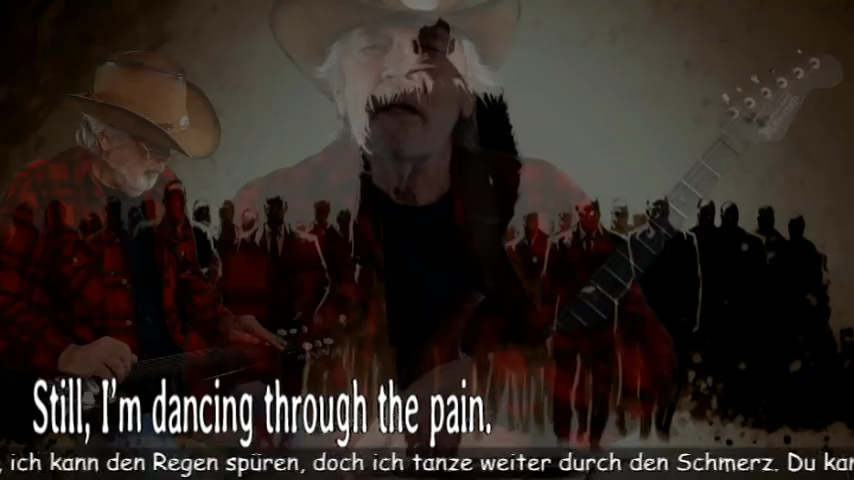 Still, I'm dancing through the pain.
, ich kann den Regen spüren, doch ich tanze weiter durch den Schmerz. Du kan